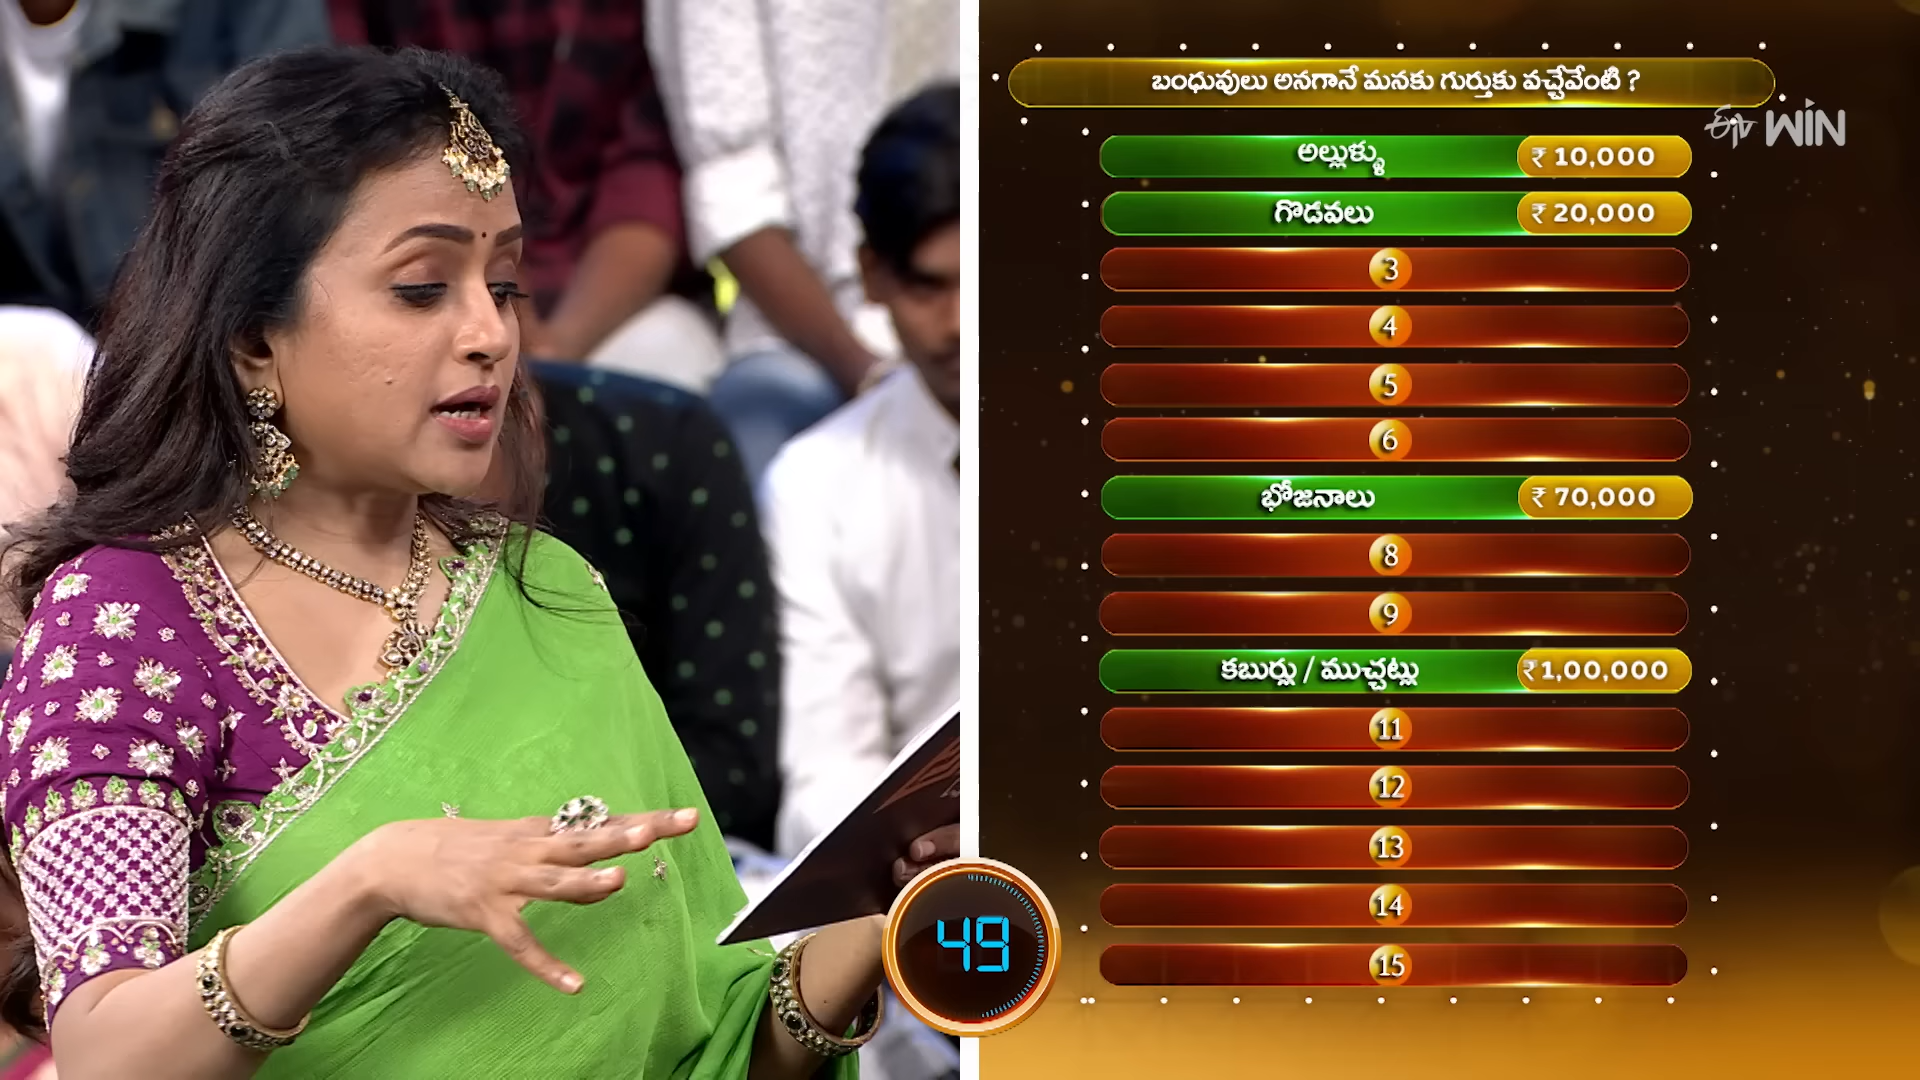 బంధువులు అనగానే మనకు గుర్తుకు వచ్చేవేంటి ?
ఈtv WIN
అల్లుళ్ళు ₹ 10,000
గొడవలు ₹ 20,000
3
4
5
6
భోజనాలు ₹ 70,000
8
9
కబుర్లు / ముచ్చట్లు ₹1,00,000
11
12
13
14
15
49